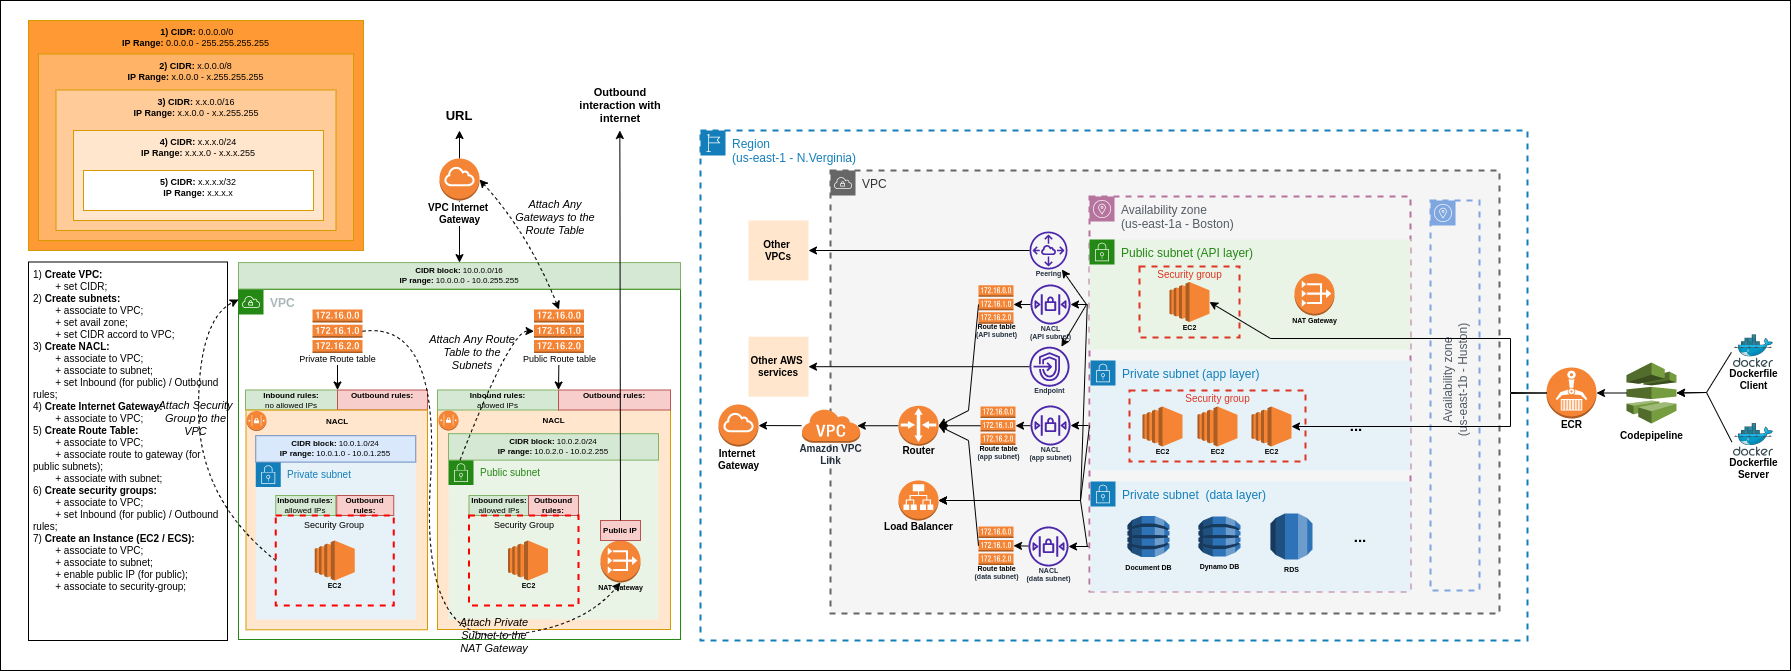 1) CIDR: 0.0.0.0/0
IP Range: 0.0.0.0 - 255.255.255.255
2) CIDR: x.0.0.0/8
IP Range: x.0.0.0 - x.255.255.255
3) CIDR: x.x.0.0/16
IP Range: x.x.0.0 - x.x.255.255
4) CIDR: x.x.x.0/24
IP Range: x.x.x.0 - x.x.x.255
5) CIDR: x.x.x.x/32
IP Range: x.x.x.x
1) Create VPC:
+ set CIDR;
2) Create subnets:
+ associate to VPC;
+ set avail zone;
+ set CIDR accord to VPC;
3) Create NACL:
+ associate to VPC;
+ associate to subnet;
+ set Inbound (for public) / Outbound
rules;
4) Create Internet Gateway:
+ associate to VPC;
5) Create Route Table:
+ associate to VPC;
+ associate route to gateway (for
public subnets);
+ associate with subnet;
6) Create security groups:
+ associate to VPC;
+ set Inbound (for public) / Outbound
rules;
7) Create an Instance (EC2 / ECS):
+ associate to VPC;
+ associate to subnet;
+ enable public IP (for public);
+ associate to security-group;
Attach Security
Group to the
VPC
URL
VPC Internet
Gateway
Attach Any
Gateways to the
Route Table
Outbound
interaction with
internet
CIDR block: 10.0.0.0/16
IP range: 10.0.0.0 - 10.0.255.255
VPC
172.16.0.0
172.16.1.0
172.16.2.0
Private Route table
Attach Any Route
Table to the
Subnets
172.16.0.0
172.16.1.0
172.16.2.0
Public Route table
Inbound rules:
no allowed IPs
Outbound rules:
NACL
CIDR block: 10.0.1.0/24
IP range: 10.0.1.0 - 10.0.1.255
Private subnet
Inbound rules:
allowed IPs
Outbound
rules:
Security Group
EC2
Inbound rules:
allowed IPs
Outbound rules:
NACL
CIDR block: 10.0.2.0/24
IP range: 10.0.2.0 - 10.0.2.255
Public subnet
Inbound rules:
allowed IPs
Outbound
rules:
Security Group
EC2
Public IP
NAT Gateway
Attach Private
Subnet to the
NAT Gateway
Region
(us-east-1 - N.Verginia)
VPC
Other
VPCs
Other AWS
services
Internet
Gateway
Amazon VPC
Link
VPC
Router
Load Balancer
Peering
172.16.0.0
172.16.1.0
172.16.2.0
Route table
(API subnet)
NACL
(API subnet)
Endpoint
172.16.0.0
172.16.1.0
172.16.2.0
Route table
(app subnet)
NACL
(app subnet)
172.16.0.0
172.16.1.0
172.16.2.0
Route table
(data subnet)
NACL
(data subnet)
Availability zone
(us-east-1a - Boston)
Public subnet (API layer)
Security group
EC2
NAT Gateway
Private subnet (app layer)
Security group
EC2
EC2
EC2
...
Private subnet (data layer)
Document DB
Dynamo DB
RDS
...
Availability zone
(us-east-1b - Huston)
ECR
Codepipeline
docker
Dockerfile
Client
docker
Dockerfile
Server